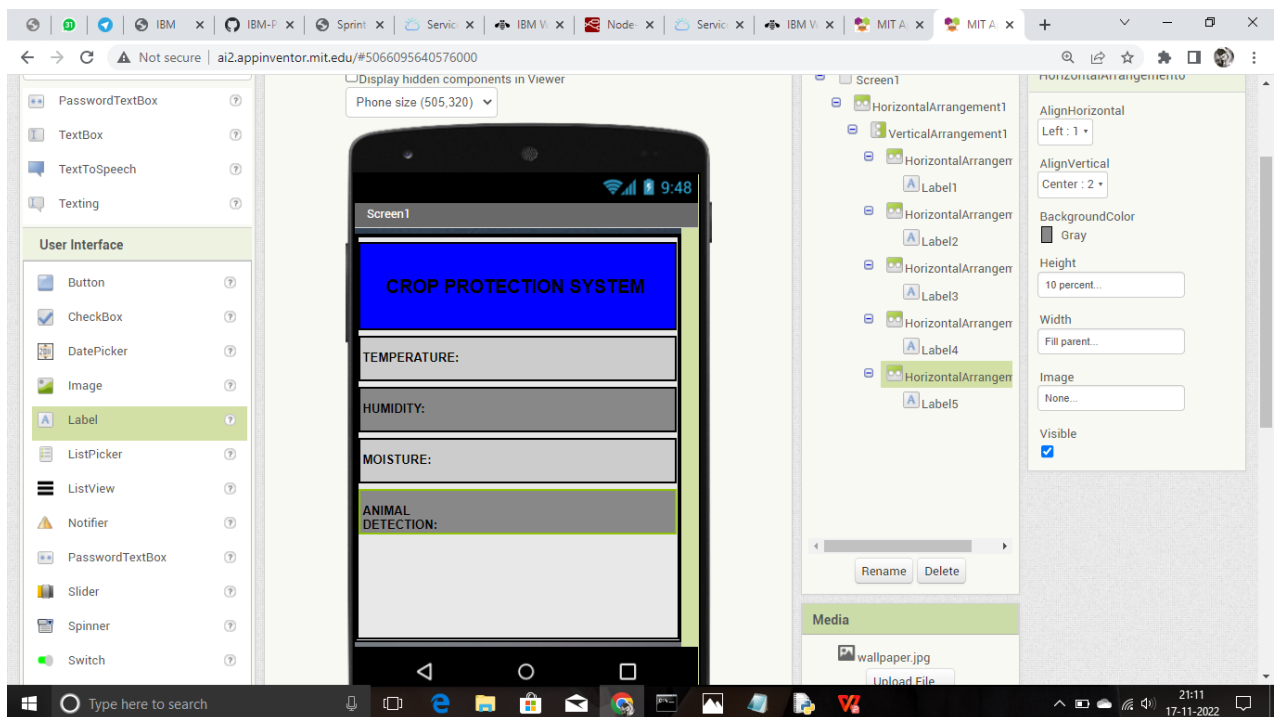 IBM
IBM-P
Sprint
Servic
IBM W
Node-
Servic
IBM W
MIT A
MIT A
Not secure
ai2.appinventor.mit.edu/#5066095640576000
PasswordTextBox
TextBox
TextToSpeech
Texting
User Interface
Button
CheckBox
DatePicker
Image
Label
ListPicker
ListView
Notifier
PasswordTextBox
Slider
Spinner
Switch
Display hidden components in Viewer
Phone size (505,320)
9:48
Screen1
CROP PROTECTION SYSTEM
TEMPERATURE:
HUMIDITY:
MOISTURE:
ANIMAL
DETECTION:
Screen1
HorizontalArrangement1
VerticalArrangement1
HorizontalArrangem
Label1
HorizontalArrangem
Label2
HorizontalArrangem
Label3
HorizontalArrangem
Label4
HorizontalArrangem
Label5
Rename
Delete
Media
wallpaper.jpg
Upload File
HorizontalArrangement6
AlignHorizontal
Left : 1
AlignVertical
Center : 2
BackgroundColor
Gray
Height
10 percent...
Width
Fill parent...
Image
None...
Visible
Type here to search
21:11
17-11-2022